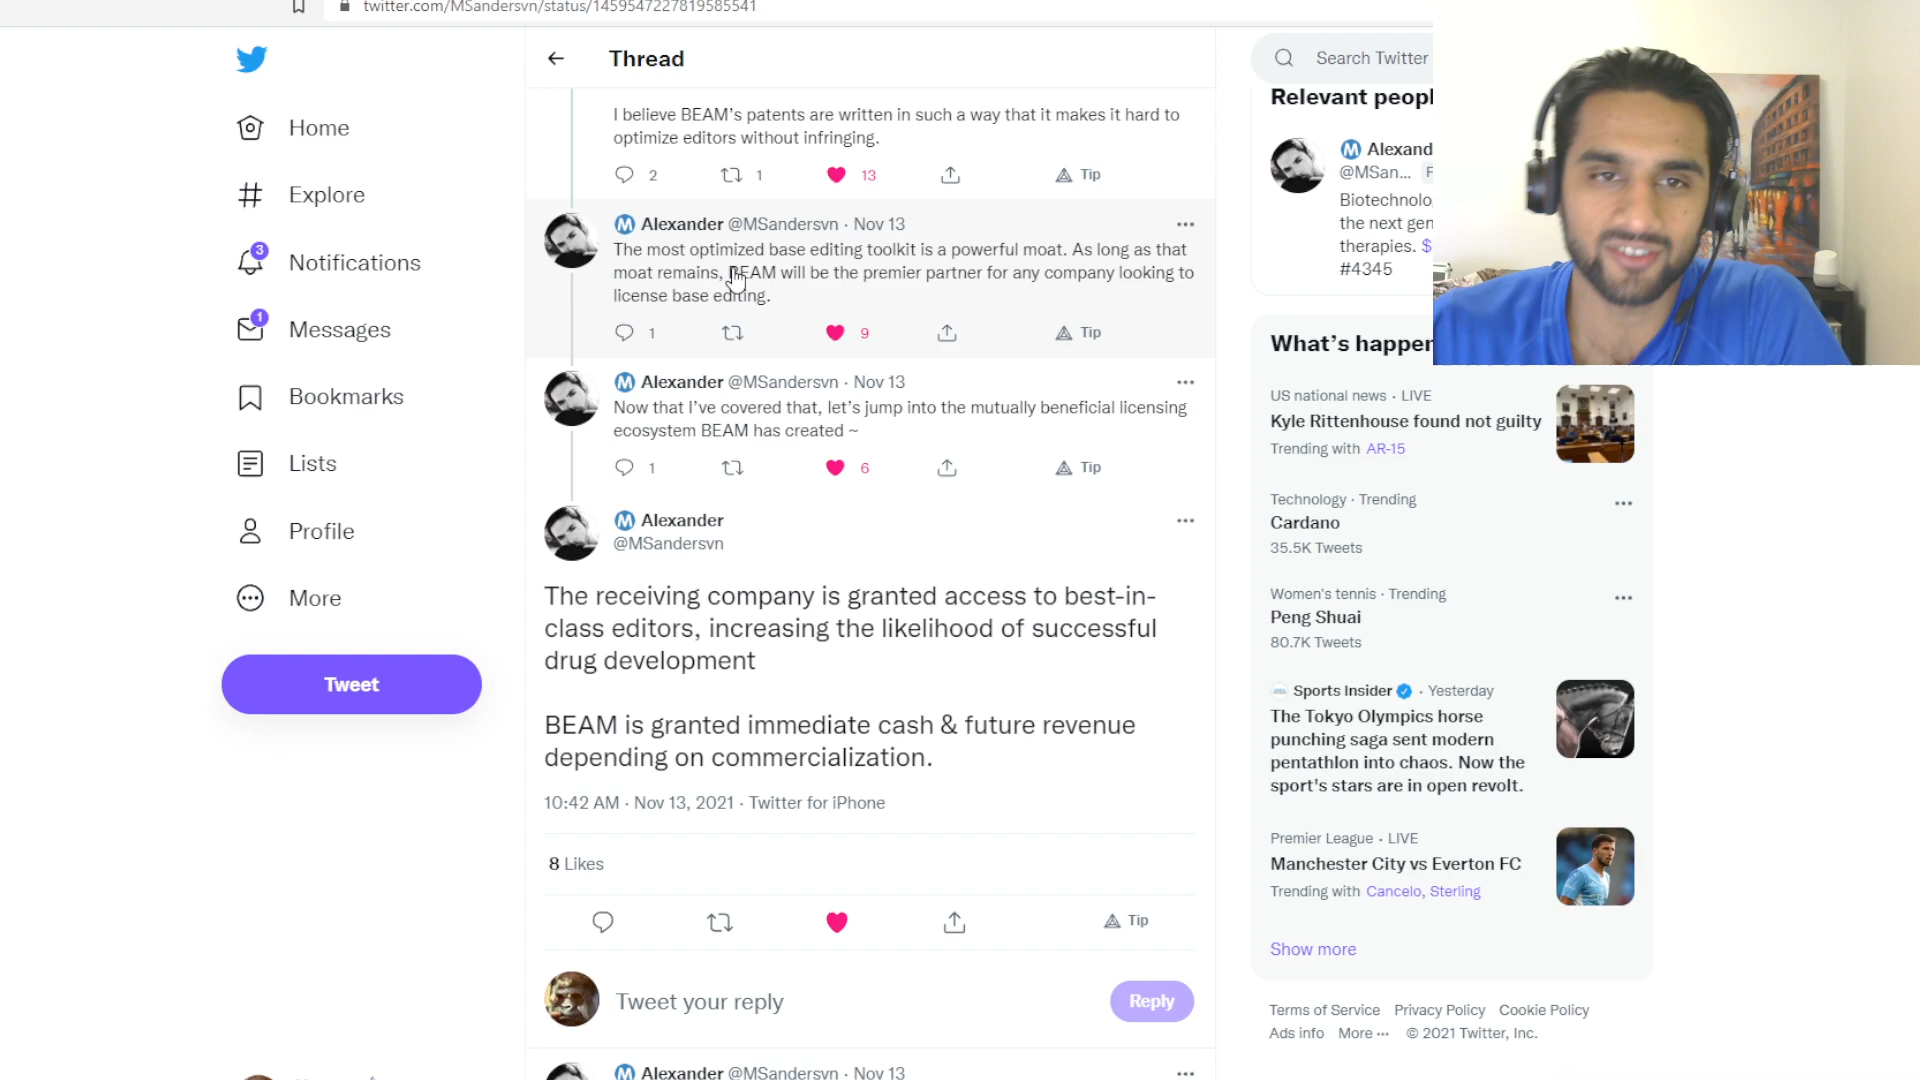 twitter.com/MSandersvn/status/1459547227819585541
Home
Explore
3
Notifications
1
Messages
Bookmarks
Lists
Profile
More
Tweet
Thread
I believe BEAM's patents are written in such a way that it makes it hard to
optimize editors without infringing.
2 1 13 Tip
Alexander @MSandersvn · Nov 13
The most optimized base editing toolkit is a powerful moat. As long as that
moat remains, BEAM will be the premier partner for any company looking to
license base editing.
1 9 Tip
Alexander @MSandersvn · Nov 13
Now that I've covered that, let's jump into the mutually beneficial licensing
ecosystem BEAM has created ~
1 6 Tip
Alexander
@MSandersvn
The receiving company is granted access to best-in-
class editors, increasing the likelihood of successful
drug development
BEAM is granted immediate cash & future revenue
depending on commercialization.
10:42 AM · Nov 13, 2021 · Twitter for iPhone
8 Likes
Tip
Tweet your reply
Reply
Alexander @MSandersvn · Nov 13
Search Twitter
Relevant peopl
Alexand
@MSan... F
Biotechnolo
the next gen
therapies. $
#4345
What's happen
US national news · LIVE
Kyle Rittenhouse found not guilty
Trending with AR-15
Technology · Trending
Cardano
35.5K Tweets
Women's tennis · Trending
Peng Shuai
80.7K Tweets
Sports Insider · Yesterday
The Tokyo Olympics horse
punching saga sent modern
pentathlon into chaos. Now the
sport's stars are in open revolt.
Premier League · LIVE
Manchester City vs Everton FC
Trending with Cancelo, Sterling
Show more
Terms of Service Privacy Policy Cookie Policy
Ads info More ··· © 2021 Twitter, Inc.